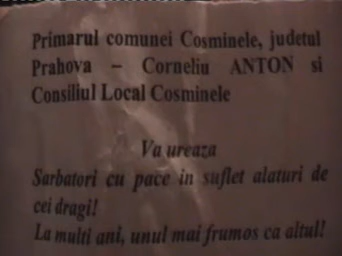 Primarul comunei Cosminele, judetul
Prahova – Corneliu ANTON si
Consiliul Local Cosminele
Va ureaza
Sarbatori cu pace in suflet alaturi de
cei dragi!
La multi ani, unul mai frumos ca altul!